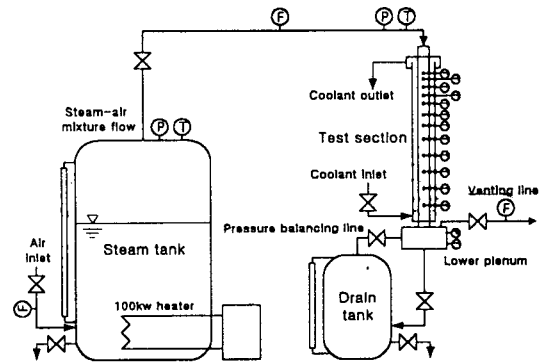 F
P
T
Steam-air
mixture flow
P
T
Coolant outlet
Test section
Coolant inlet
Venting line
F
Pressure balancing line
Air
inlet
Steam tank
Lower plenum
F
100kw heater
Drain
tank